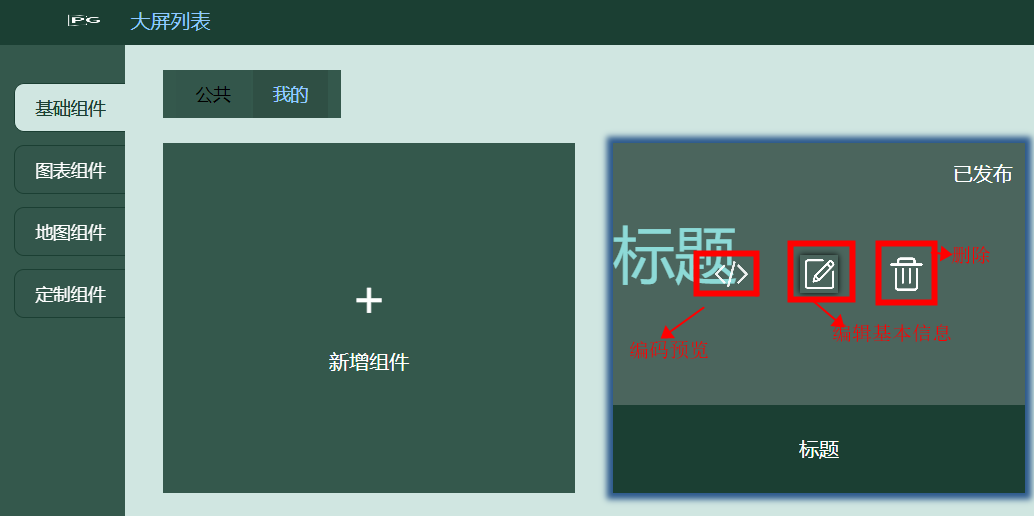 大屏列表
公共
我的
基础组件
图表组件
地图组件
定制组件
新增组件
已发布
标题
删除
编辑基本信息
编码预览
标题